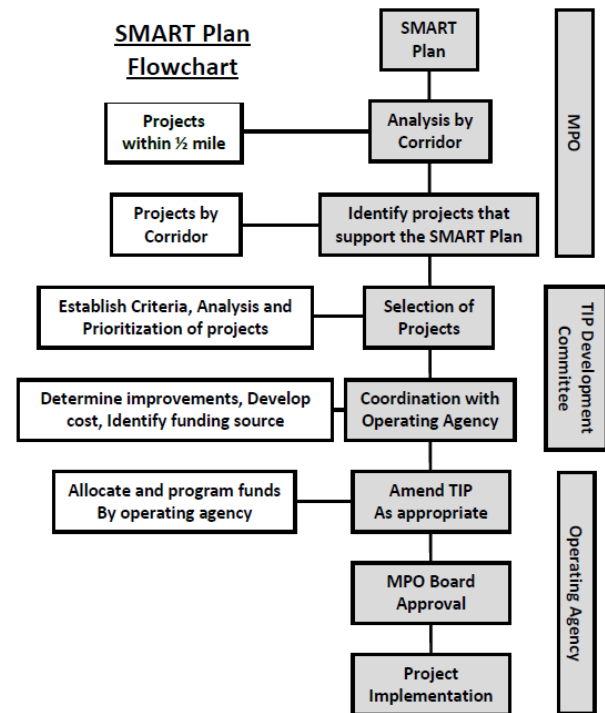 SMART Plan
Flowchart
SMART
Plan
Projects
within ½ mile
Analysis by
Corridor
MPO
Projects by
Corridor
Identify projects that
support the SMART Plan
Establish Criteria, Analysis and
Prioritization of projects
Selection of
Projects
TIP Development
Committee
Determine improvements, Develop
cost, Identify funding source
Coordination with
Operating Agency
Allocate and program funds
By operating agency
Amend TIP
As appropriate
Operating Agency
MPO Board
Approval
Project
Implementation